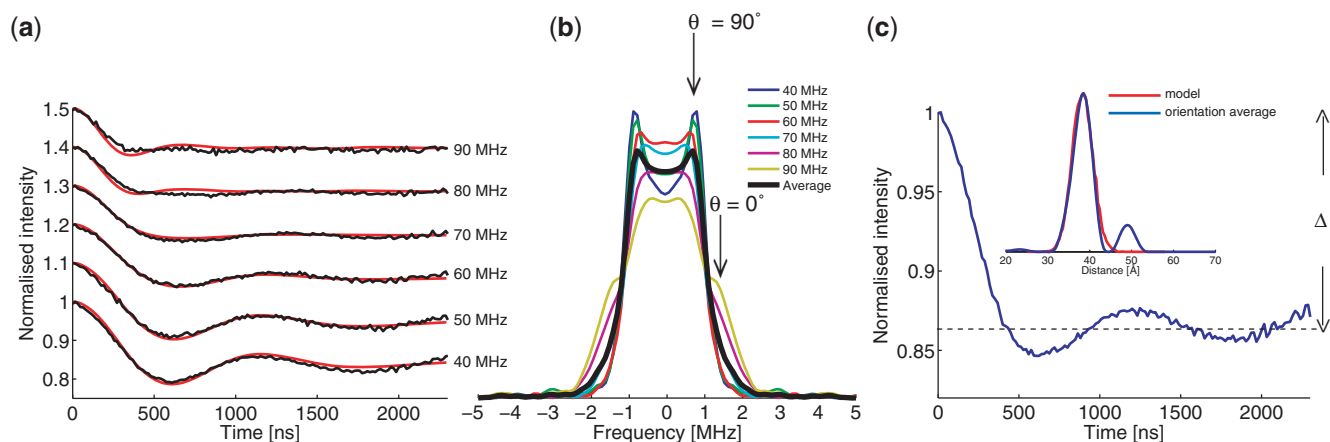 (a)
Normalised intensity
1.5
1.4
1.3
1.2
1.1
1
0.9
0.8
90 MHz
80 MHz
70 MHz
60 MHz
50 MHz
40 MHz
0 500 1000 1500 2000
Time [ns]
(b)
θ = 90°
40 MHz
50 MHz
60 MHz
70 MHz
80 MHz
90 MHz
Average
θ = 0°
−5 −4 −3 −2 −1 0 1 2 3 4 5
Frequency [MHz]
(c)
Normalised intensity
1
0.95
0.9
0.85
model
orientation average
20 30 40 50 60 70
Distance [Å]
Δ
0 500 1000 1500 2000
Time [ns]